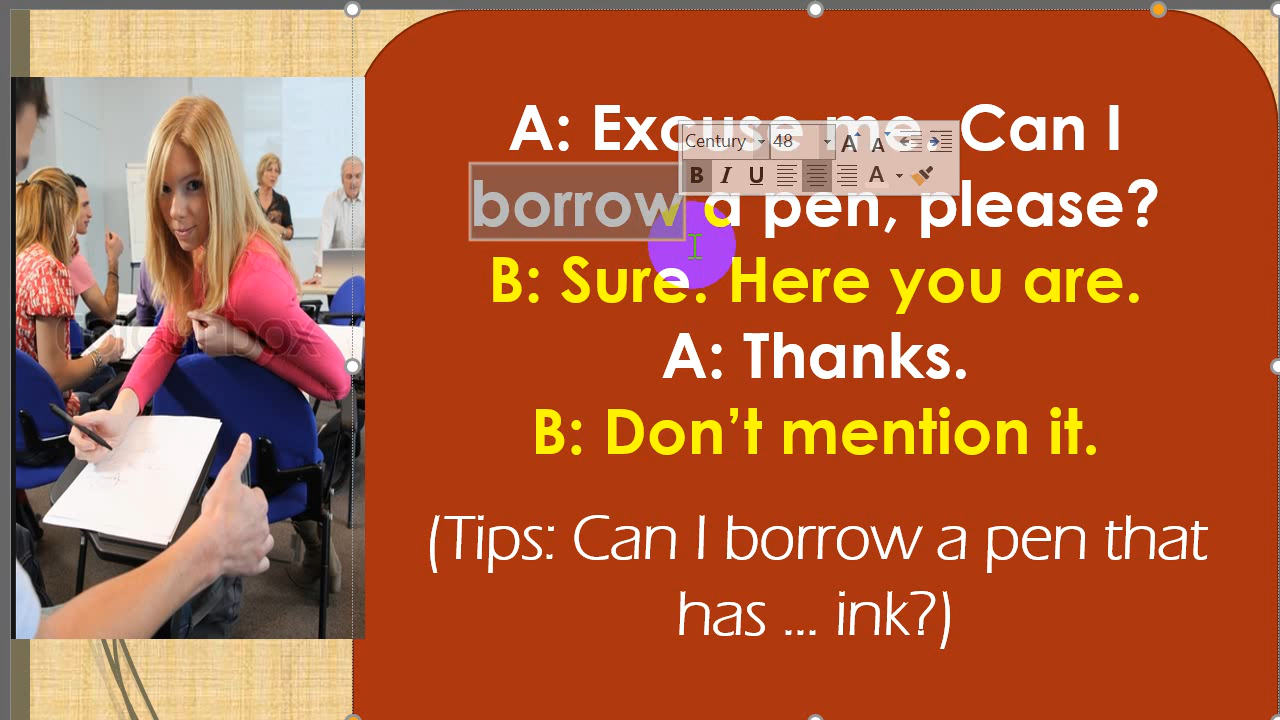 A: Excuse me. Can I
borrow a pen, please?
B: Sure. Here you are.
A: Thanks.
B: Don’t mention it.
(Tips: Can I borrow a pen that
has ... ink?)
Century
48
B I U
A